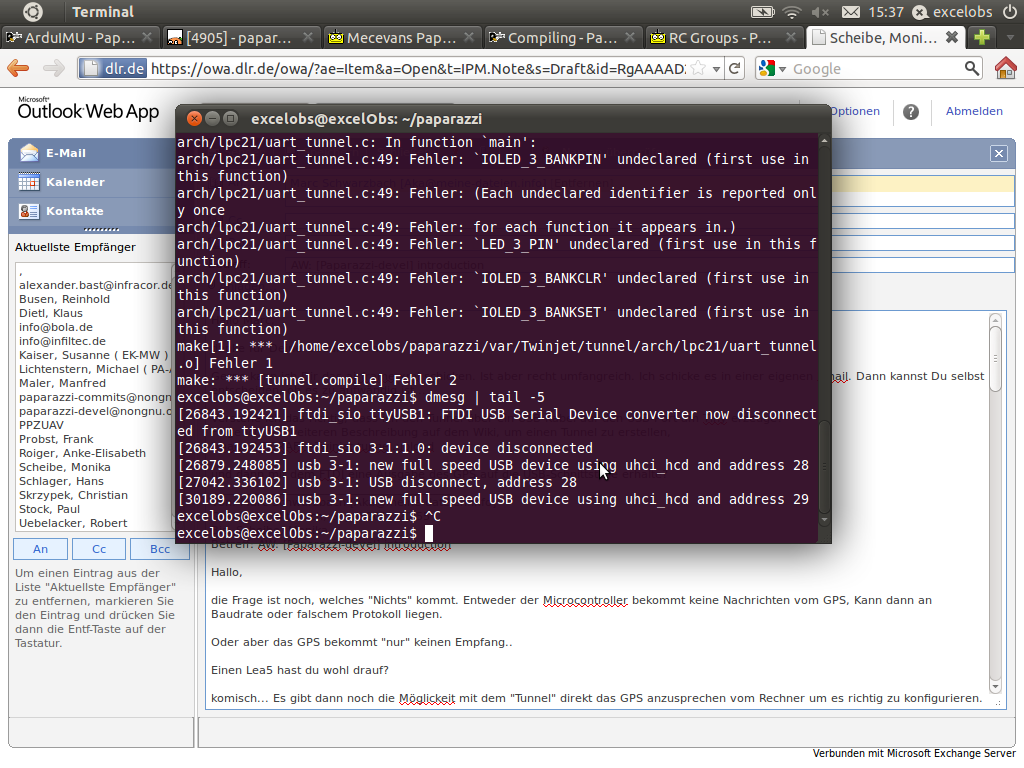 Terminal
15:37 excelobs
ArduIMU - Pap... [4905] - papar... Mecevans Pap... Compiling - Pa... RC Groups - P... Scheibe, Moni...
dlr.de https://owa.dlr.de/owa/?ae=Item&a=Open&t=IPM.Note&s=Draft&id=RgAAAAD Google
Microsoft
Outlook Web App
Optionen Abmelden
E-Mail
Kalender
Kontakte
Aktuellste Empfänger
,
alexander.bast@infracor.de
Busen, Reinhold
Dietl, Klaus
info@bola.de
info@infiltec.de
Kaiser, Susanne ( EK-MW )
Lichtenstern, Michael ( PA-
Maler, Manfred
paparazzi-commits@nongn
paparazzi-devel@nongnu.o
PPZUAV
Probst, Frank
Roiger, Anke-Elisabeth
Scheibe, Monika
Schlager, Hans
Skrzypek, Christian
Stock, Paul
Uebelacker, Robert
An Cc Bcc
Um einen Eintrag aus der
Liste "Aktuellste Empfänger"
zu entfernen, markieren Sie
den Eintrag und drücken Sie
dann die Entf-Taste auf der
Tastatur.
excelobs@excelObs: ~/paparazzi
arch/lpc21/uart_tunnel.c: In function `main':
arch/lpc21/uart_tunnel.c:49: Fehler: `IOLED_3_BANKPIN' undeclared (first use in
this function)
arch/lpc21/uart_tunnel.c:49: Fehler: (Each undeclared identifier is reported onl
y once
arch/lpc21/uart_tunnel.c:49: Fehler: for each function it appears in.)
arch/lpc21/uart_tunnel.c:49: Fehler: `LED_3_PIN' undeclared (first use in this f
unction)
arch/lpc21/uart_tunnel.c:49: Fehler: `IOLED_3_BANKCLR' undeclared (first use in
this function)
arch/lpc21/uart_tunnel.c:49: Fehler: `IOLED_3_BANKSET' undeclared (first use in
this function)
make[1]: *** [/home/excelobs/paparazzi/var/Twinjet/tunnel/arch/lpc21/uart_tunnel
.o] Fehler 1
make: *** [tunnel.compile] Fehler 2
excelobs@excelObs:~/paparazzi$ dmesg | tail -5
[26843.192421] ftdi_sio ttyUSB1: FTDI USB Serial Device converter now disconnect
ed from ttyUSB1
[26843.192453] ftdi_sio 3-1:1.0: device disconnected
[26879.248085] usb 3-1: new full speed USB device using uhci_hcd and address 28
[27042.336102] usb 3-1: USB disconnect, address 28
[30189.220086] usb 3-1: new full speed USB device using uhci_hcd and address 29
excelobs@excelObs:~/paparazzi$ ^C
excelobs@excelObs:~/paparazzi$
mail. Dann kannst Du selbst
Betreff: AW: [Paparazzi-devel] Introduction
Hallo,
die Frage ist noch, welches "Nichts" kommt. Entweder der Microcontroller bekommt keine Nachrichten vom GPS, Kann dann an
Baudrate oder falschem Protokoll liegen.
Oder aber das GPS bekommt "nur" keinen Empfang..
Einen Lea5 hast du wohl drauf?
komisch... Es gibt dann noch die Möglickeit mit dem "Tunnel" direkt das GPS anzusprechen vom Rechner um es richtig zu konfigurieren.
Verbunden mit Microsoft Exchange Server